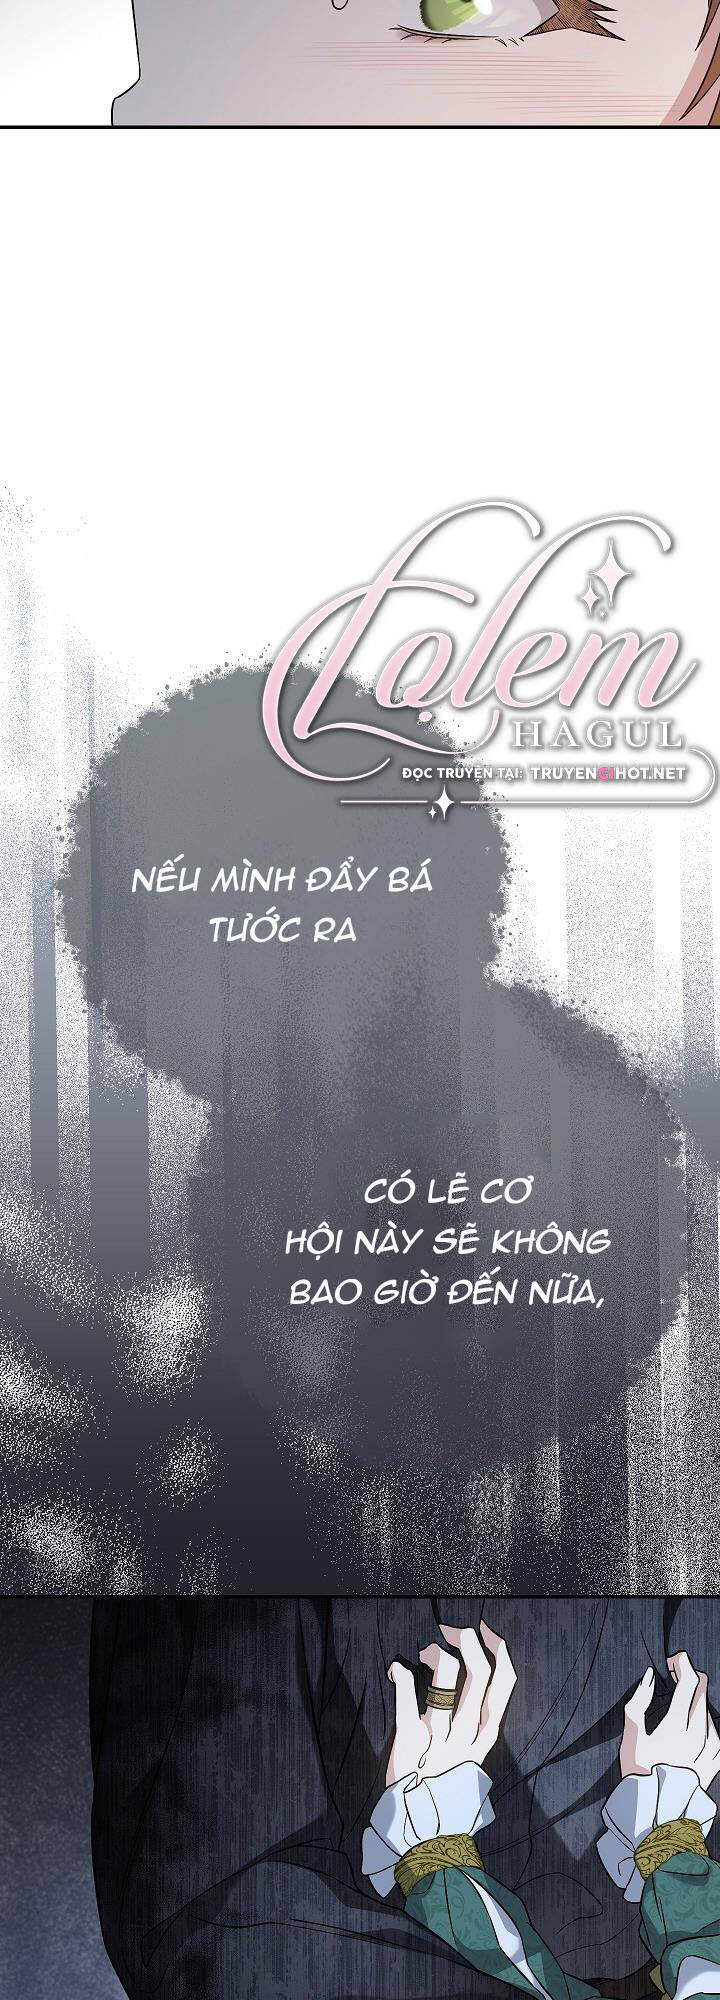 Lọlem
HAGUL
ĐỌC TRUYỆN TẠI: TRUYENGIHOT.NET
NẾU MÌNH ĐẨY BÁ
TƯỚC RA
CÓ LẼ CƠ
HỘI NÀY SẼ KHÔNG
BAO GIỜ ĐẾN NỮA,